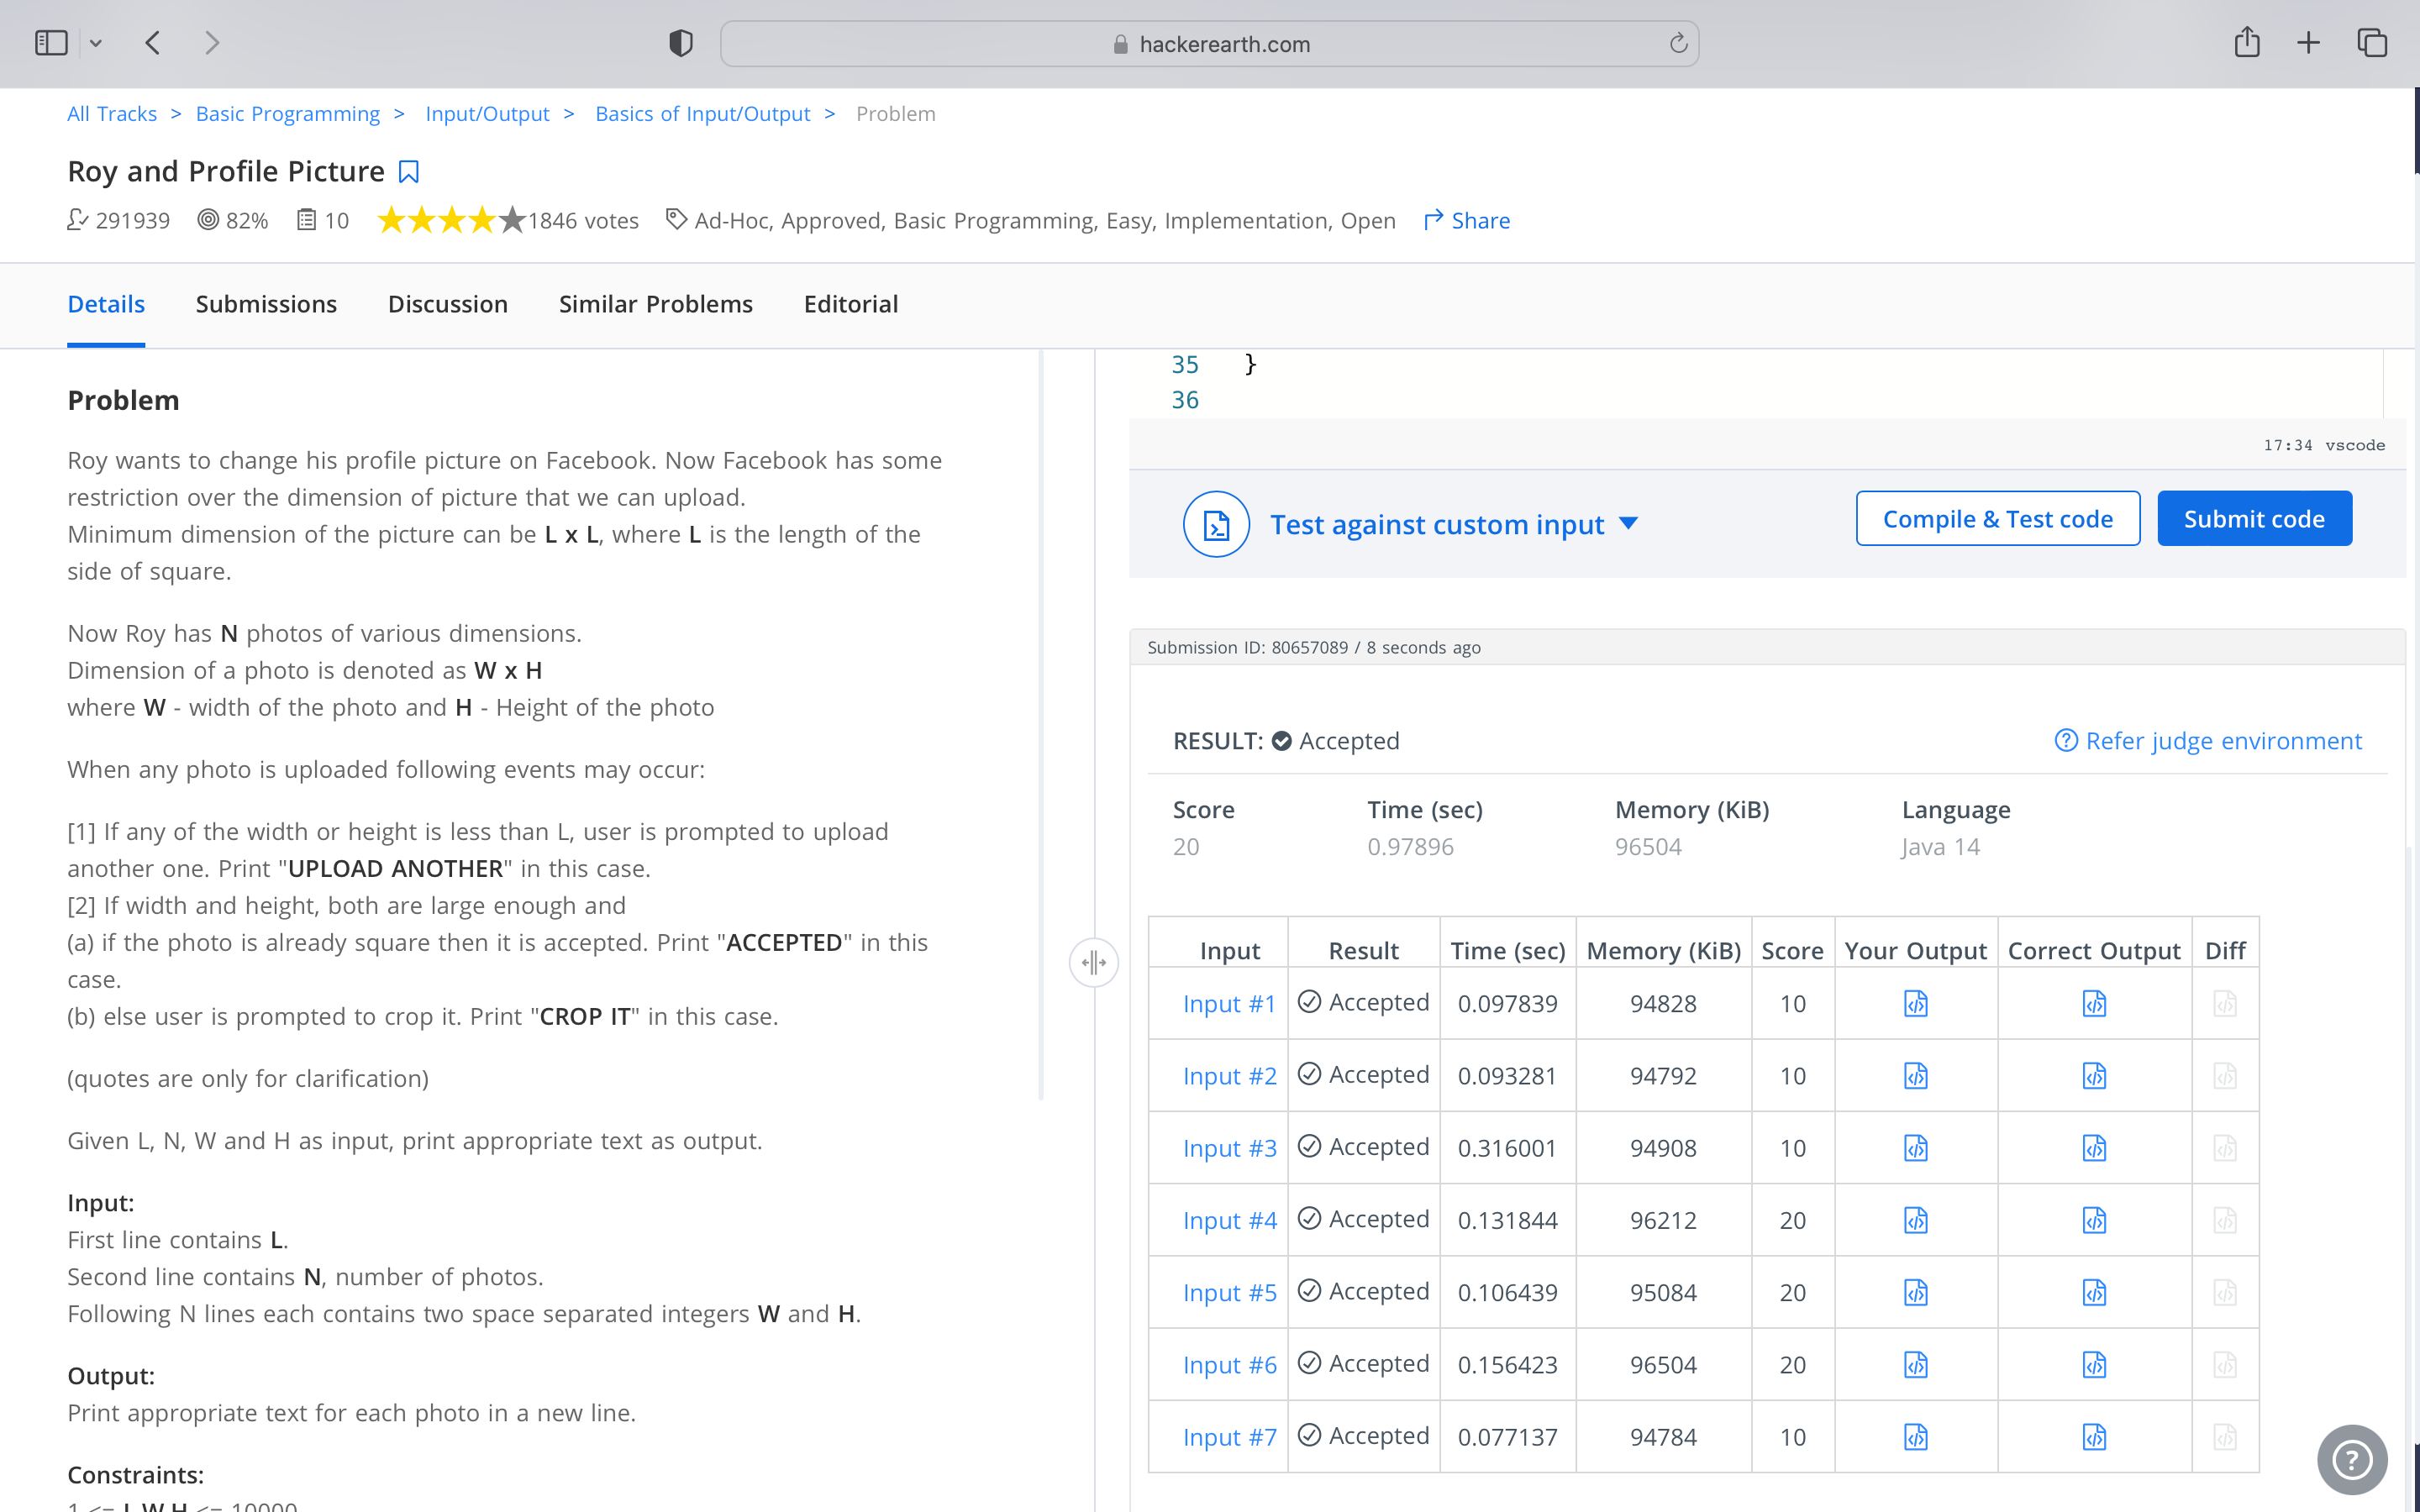 hackerearth.com
All Tracks > Basic Programming > Input/Output > Basics of Input/Output > Problem
Roy and Profile Picture
291939 82% 10 1846 votes Ad-Hoc, Approved, Basic Programming, Easy, Implementation, Open Share
Details Submissions Discussion Similar Problems Editorial
Problem
Roy wants to change his profile picture on Facebook. Now Facebook has some
restriction over the dimension of picture that we can upload.
Minimum dimension of the picture can be L x L, where L is the length of the
side of square.
Now Roy has N photos of various dimensions.
Dimension of a photo is denoted as W x H
where W - width of the photo and H - Height of the photo
When any photo is uploaded following events may occur:
[1] If any of the width or height is less than L, user is prompted to upload
another one. Print "UPLOAD ANOTHER" in this case.
[2] If width and height, both are large enough and
(a) if the photo is already square then it is accepted. Print "ACCEPTED" in this
case.
(b) else user is prompted to crop it. Print "CROP IT" in this case.
(quotes are only for clarification)
Given L, N, W and H as input, print appropriate text as output.
Input:
First line contains L.
Second line contains N, number of photos.
Following N lines each contains two space separated integers W and H.
Output:
Print appropriate text for each photo in a new line.
Constraints:
1 <= L,W,H <= 10000
35 }
36
17:34 vscode
Test against custom input Compile & Test code Submit code
Submission ID: 80657089 / 8 seconds ago
RESULT: Accepted Refer judge environment
Score Time (sec) Memory (KiB) Language
20 0.97896 96504 Java 14
Input Result Time (sec) Memory (KiB) Score Your Output Correct Output Diff
Input #1 Accepted 0.097839 94828 10
Input #2 Accepted 0.093281 94792 10
Input #3 Accepted 0.316001 94908 10
Input #4 Accepted 0.131844 96212 20
Input #5 Accepted 0.106439 95084 20
Input #6 Accepted 0.156423 96504 20
Input #7 Accepted 0.077137 94784 10